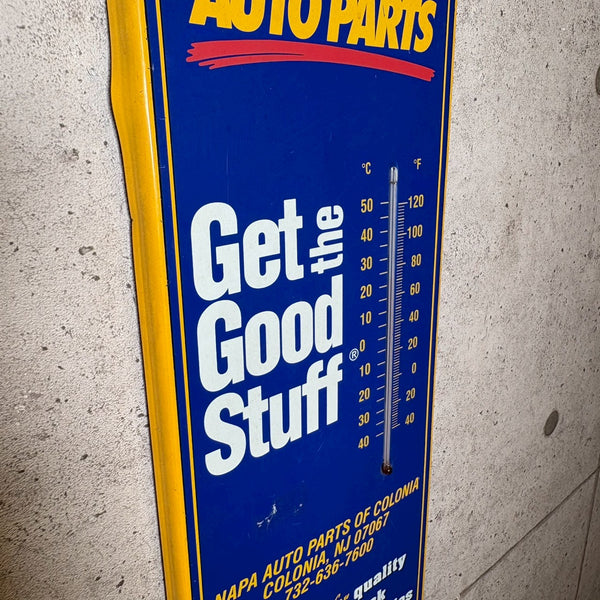 AUTO PARTS
°C °F
50 120
40 100
30 80
20 60
10 40
0 20
10 0
20 20
30 40
40
Get the
Good
Stuff®
NAPA AUTO PARTS OF COLONIA
COLONIA, NJ 07067
732-636-7600
quality